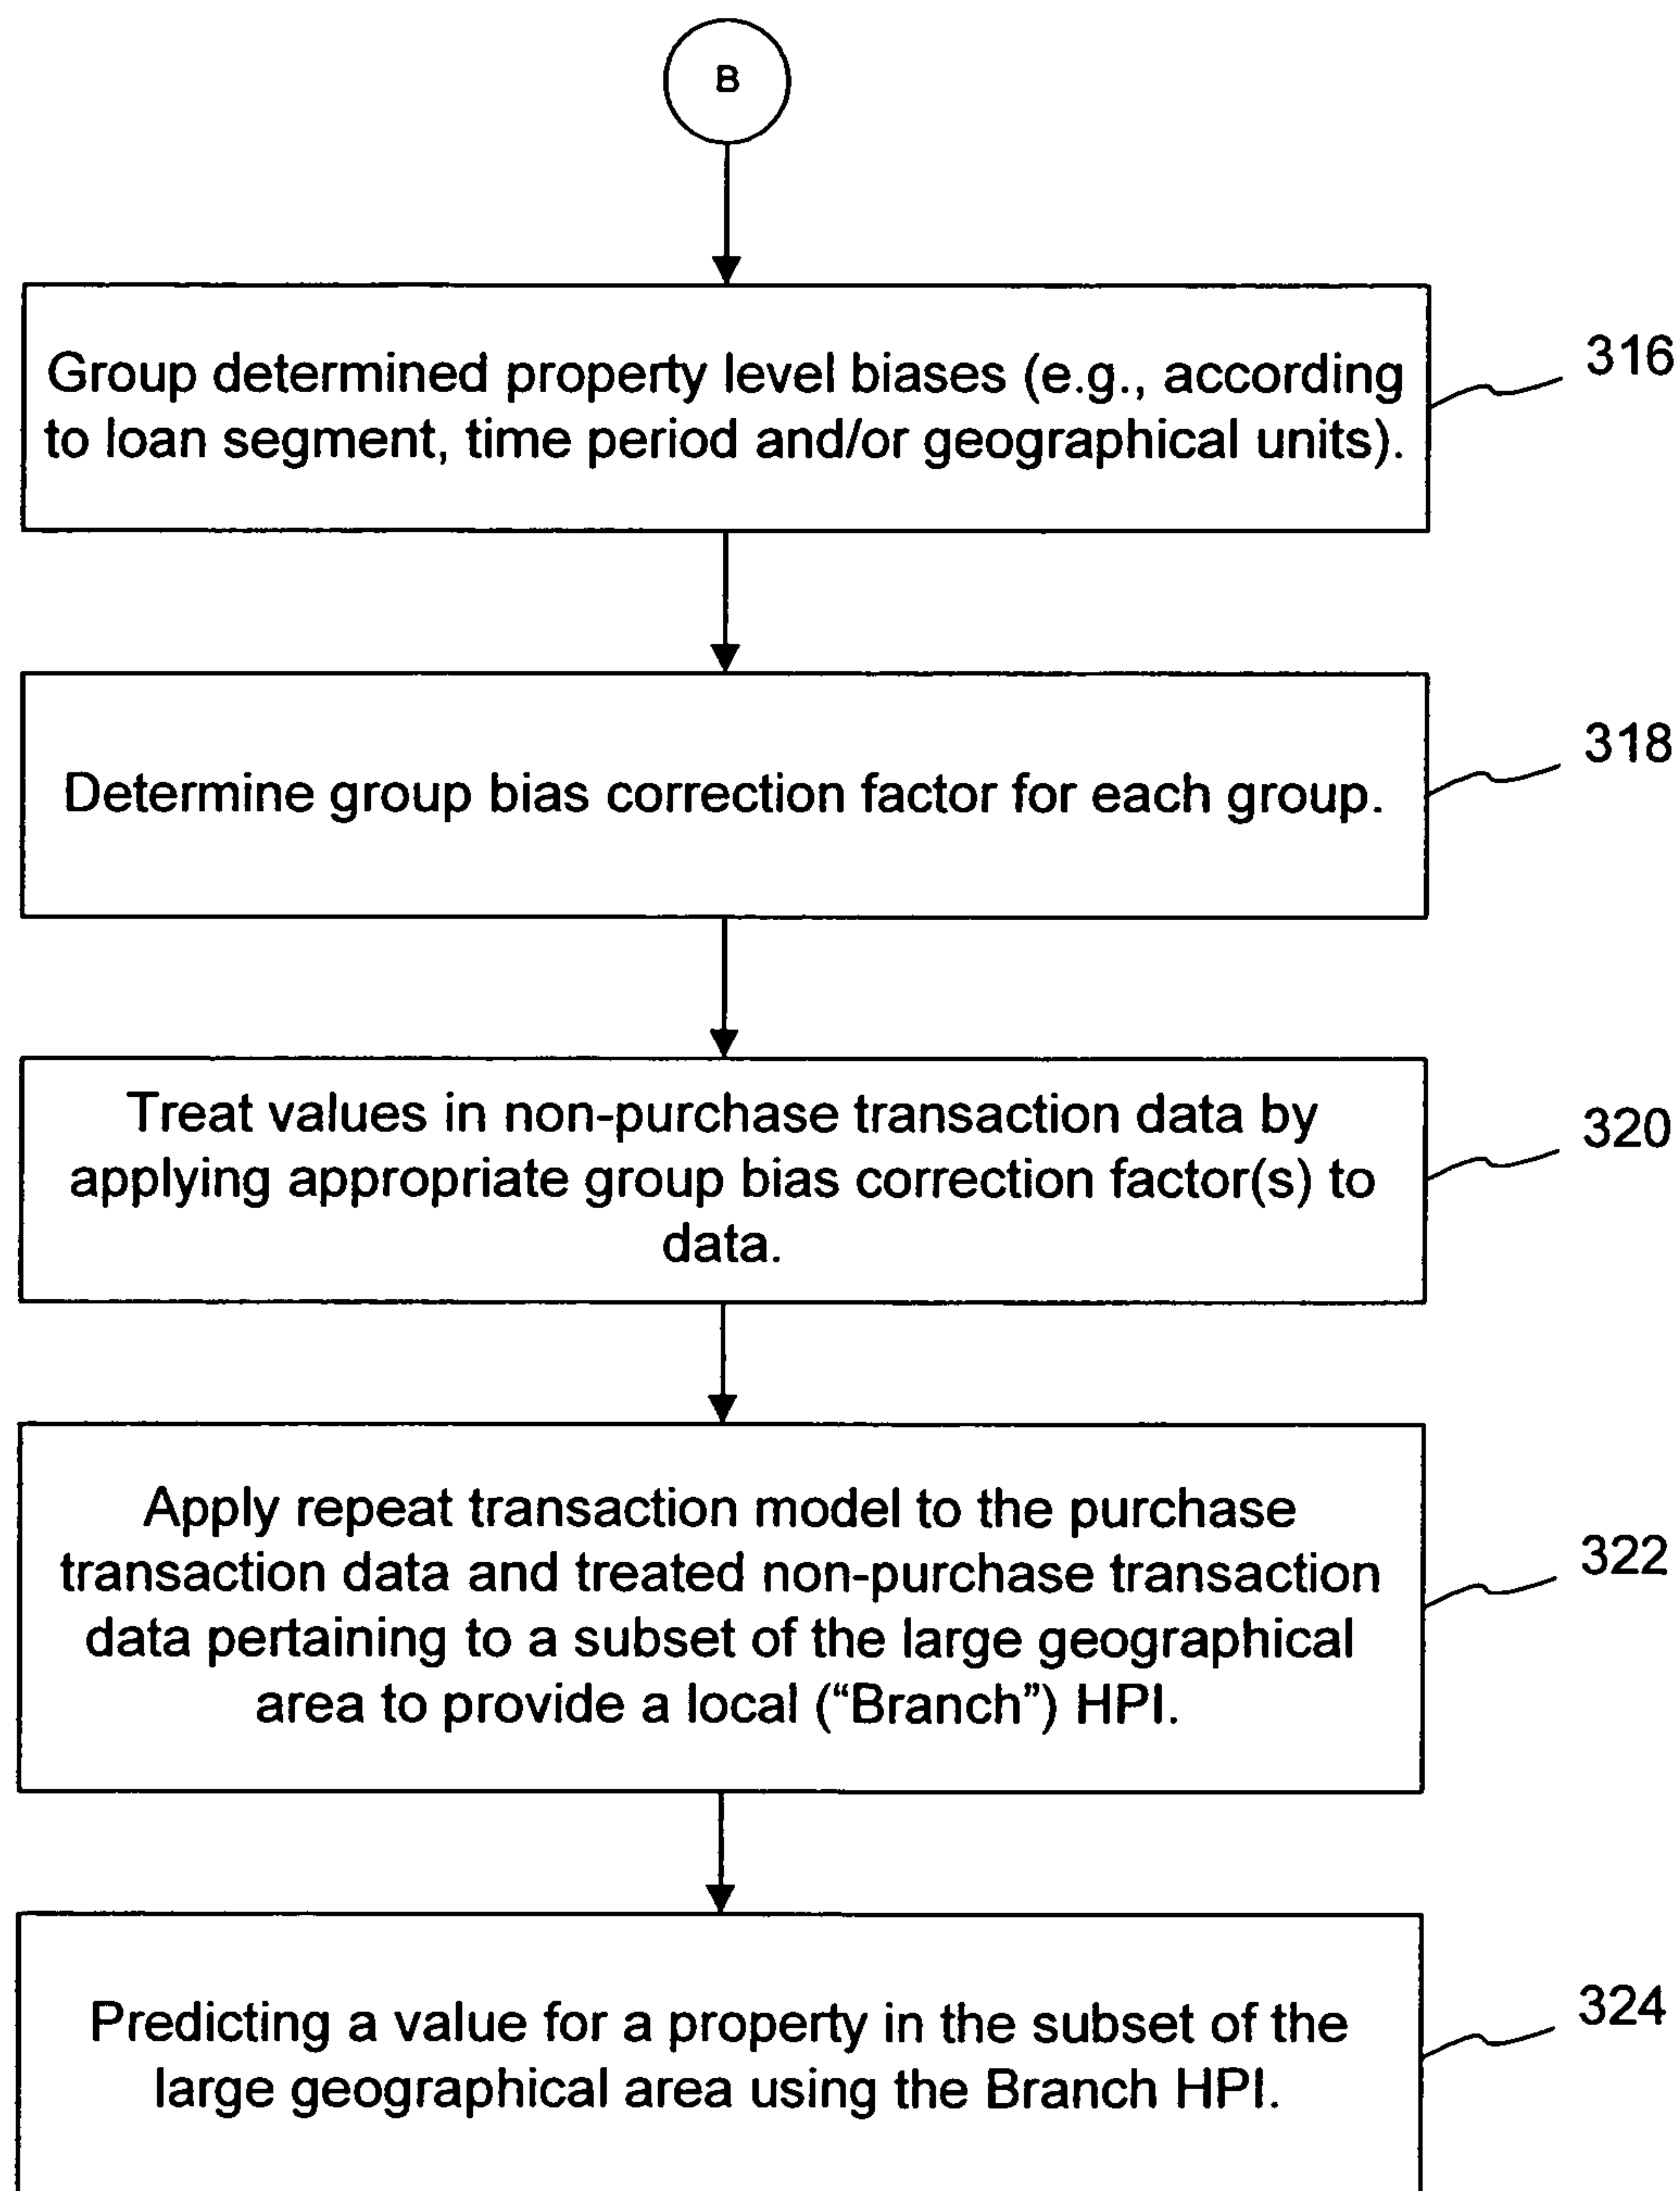 B
Group determined property level biases (e.g., according
to loan segment, time period and/or geographical units).
316
Determine group bias correction factor for each group.
318
Treat values in non-purchase transaction data by
applying appropriate group bias correction factor(s) to
data.
320
Apply repeat transaction model to the purchase
transaction data and treated non-purchase transaction
data pertaining to a subset of the large geographical
area to provide a local (“Branch”) HPI.
322
Predicting a value for a property in the subset of the
large geographical area using the Branch HPI.
324